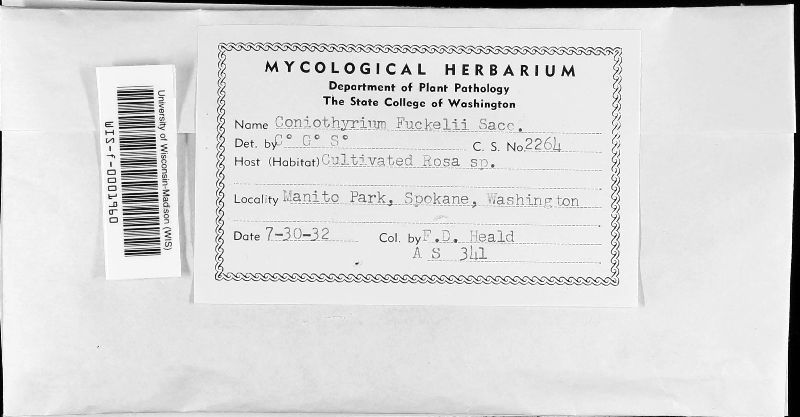 MYCOLOGICAL HERBARIUM
Department of Plant Pathology
The State College of Washington
Name Coniothyrium Fuckelii Sacc.
Det. by C° G° S° C. S. No. 2264
Host (Habitat) Cultivated Rosa sp.
Locality Manito Park, Spokane, Washington
Date 7-30-32 Col. by F.D. Heald
A S 341
University of Wisconsin-Madison (WIS)
WIS-f-0001960